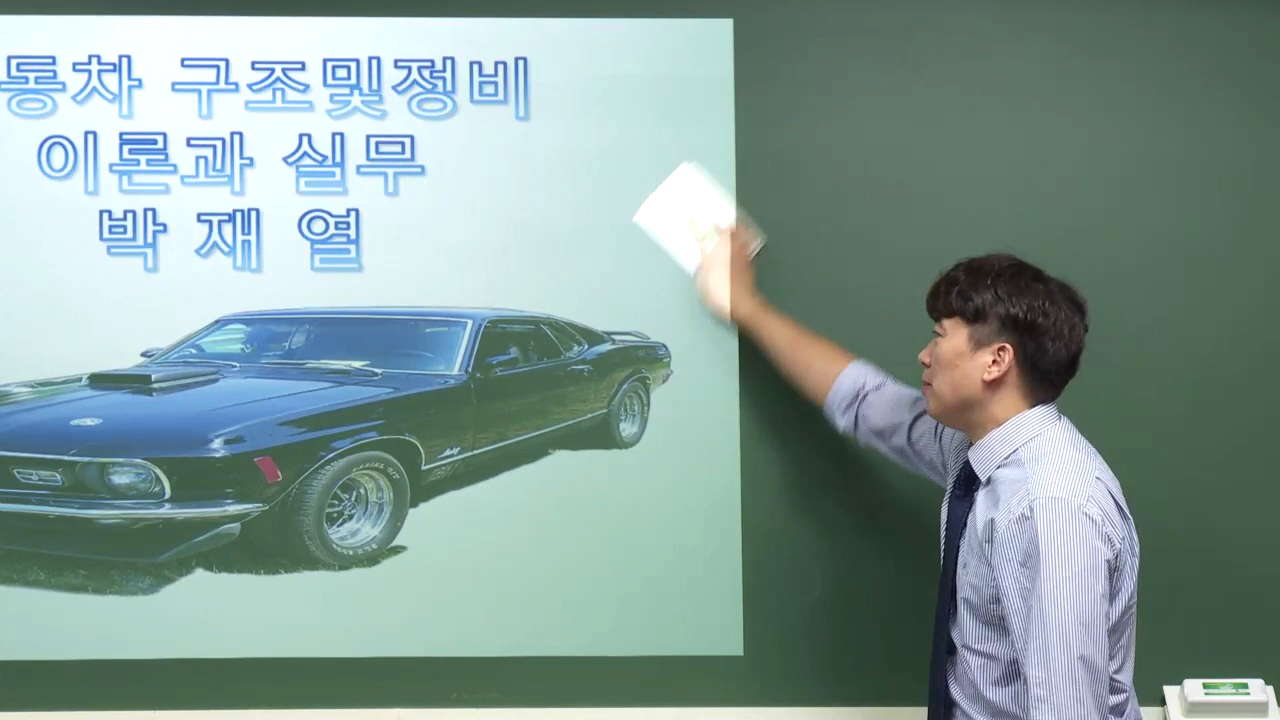 동차 구조및정비
이론과 실무
박 재 열